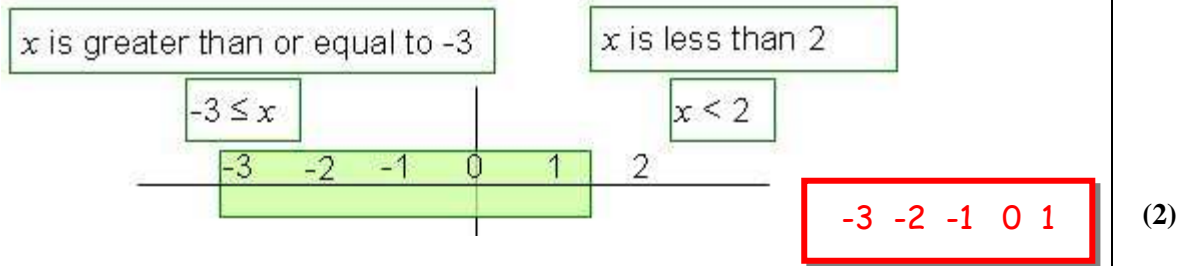 x is greater than or equal to -3
x is less than 2
-3 ≤ x
x < 2
-3 -2 -1 0 1 2
-3 -2 -1 0 1
(2)